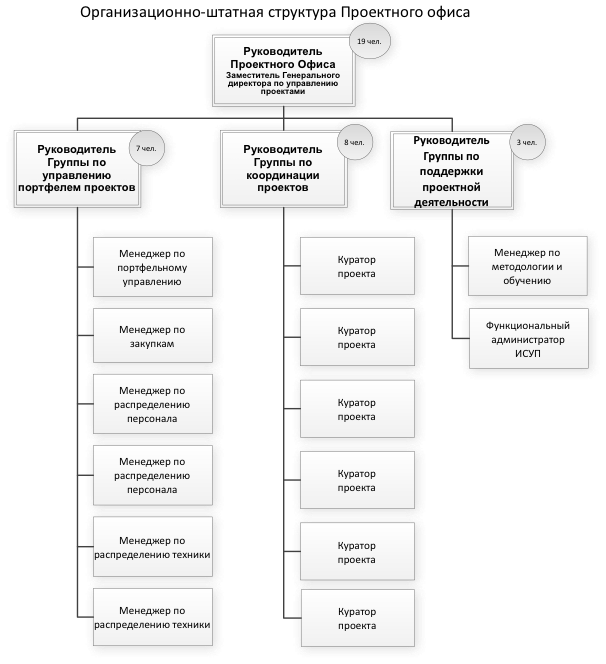 Организационно-штатная структура Проектного офиса
19 чел.
Руководитель
Проектного Офиса
Заместитель Генерального
директора по управлению
проектами
7 чел.
Руководитель
Группы по
управлению
портфелем проектов
8 чел.
Руководитель
Группы по
координации
проектов
3 чел.
Руководитель
Группы по
поддержки
проектной
деятельности
Менеджер по
портфельному
управлению
Менеджер по
закупкам
Менеджер по
распределению
персонала
Менеджер по
распределению
персонала
Менеджер по
распределению техники
Менеджер по
распределению техники
Куратор
проекта
Куратор
проекта
Куратор
проекта
Куратор
проекта
Куратор
проекта
Куратор
проекта
Менеджер по
методологии и
обучению
Функциональный
администратор
ИСУП